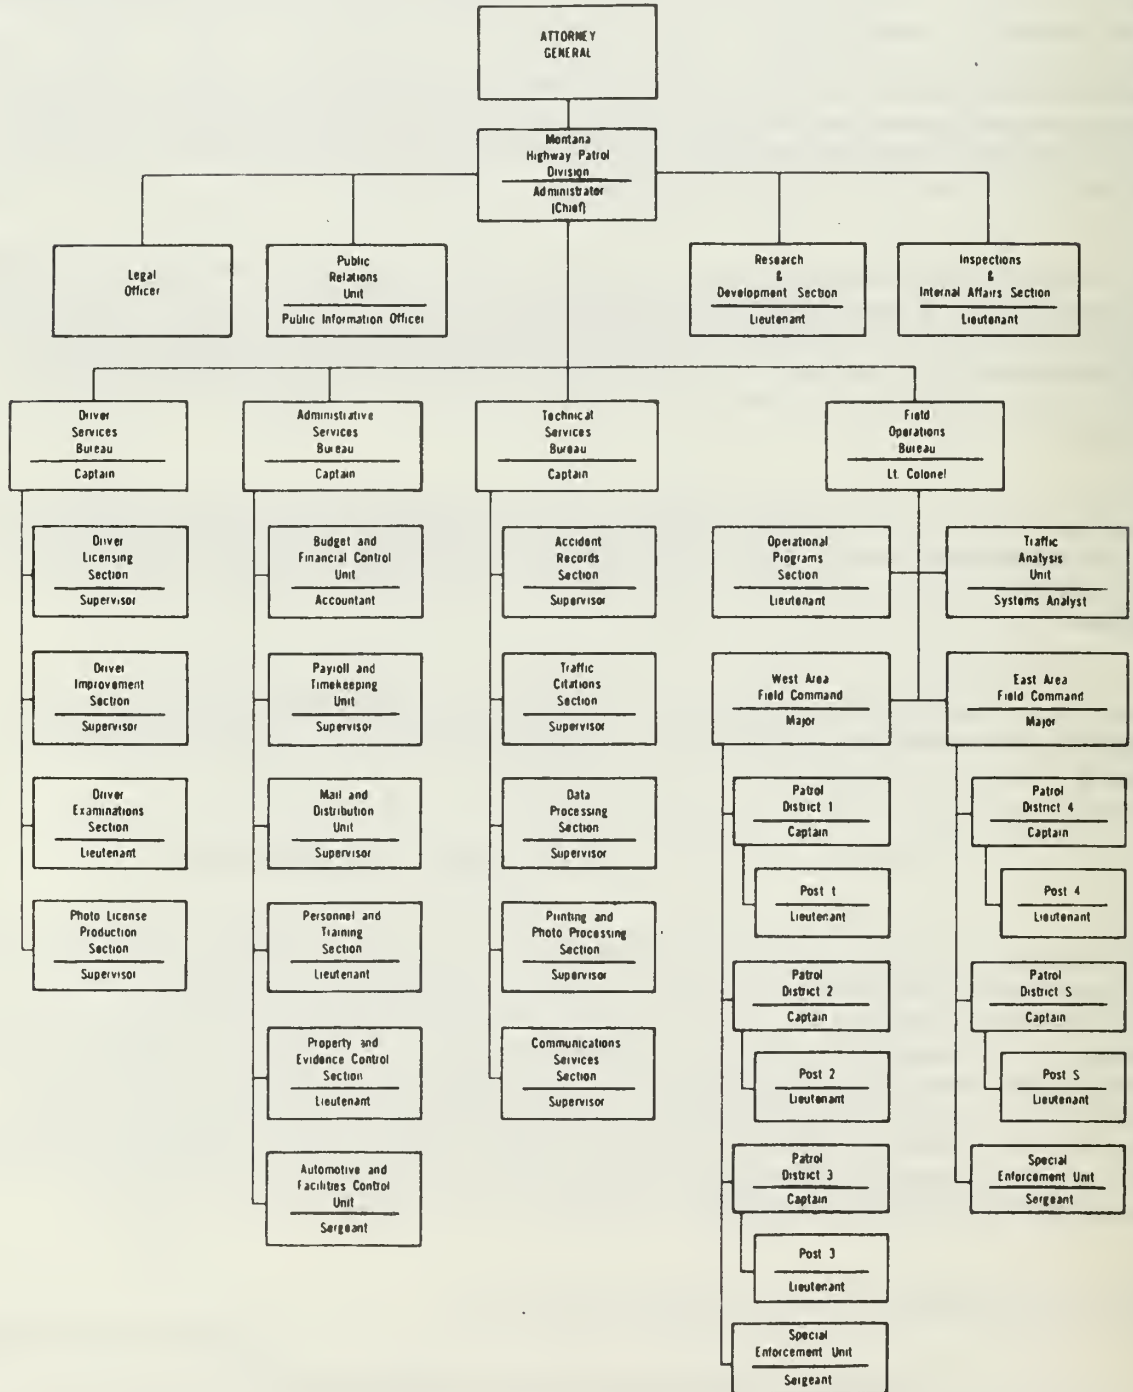 ATTORNEY
GENERAL
Montana
Highway Patrol
Division
Administrator
(Chief)
Legal
Officer
Public
Relations
Unit
Public Information Officer
Research
&
Development Section
Lieutenant
Inspections
&
Internal Affairs Section
Lieutenant
Driver
Services
Bureau
Captain
Driver
Licensing
Section
Supervisor
Driver
Improvement
Section
Supervisor
Driver
Examinations
Section
Lieutenant
Photo License
Production
Section
Supervisor
Administrative
Services
Bureau
Captain
Budget and
Financial Control
Unit
Accountant
Payroll and
Timekeeping
Unit
Supervisor
Mail and
Distribution
Unit
Supervisor
Personnel and
Training
Section
Lieutenant
Property and
Evidence Control
Section
Lieutenant
Automotive and
Facilities Control
Unit
Sergeant
Technical
Services
Bureau
Captain
Accident
Records
Section
Supervisor
Traffic
Citations
Section
Supervisor
Data
Processing
Section
Supervisor
Printing and
Photo Processing
Section
Supervisor
Communications
Services
Section
Supervisor
Field
Operations
Bureau
Lt. Colonel
Operational
Programs
Section
Lieutenant
Traffic
Analysis
Unit
Systems Analyst
West Area
Field Command
Major
Patrol
District 1
Captain
Post 1
Lieutenant
Patrol
District 2
Captain
Post 2
Lieutenant
Patrol
District 3
Captain
Post 3
Lieutenant
Special
Enforcement Unit
Sergeant
East Area
Field Command
Major
Patrol
District 4
Captain
Post 4
Lieutenant
Patrol
District 5
Captain
Post 5
Lieutenant
Special
Enforcement Unit
Sergeant